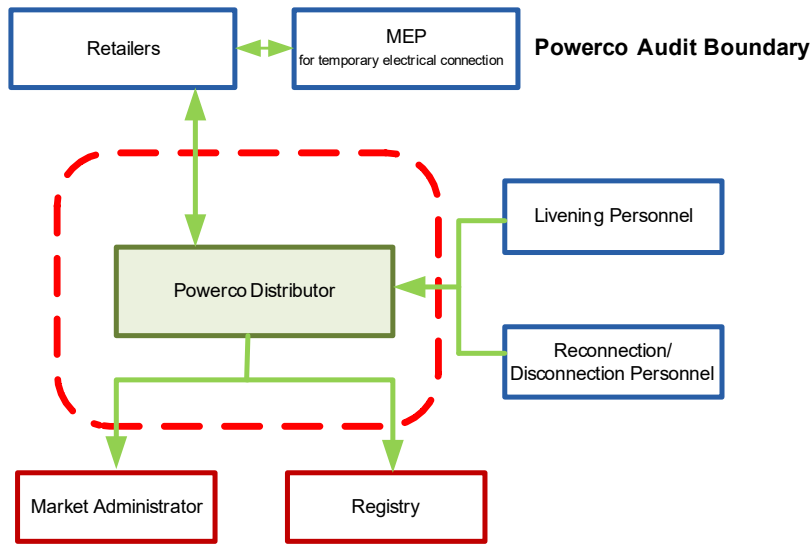 Retailers
MEP
for temporary electrical connection
Powerco Audit Boundary
Livening Personnel
Powerco Distributor
Reconnection/
Disconnection Personnel
Market Administrator
Registry